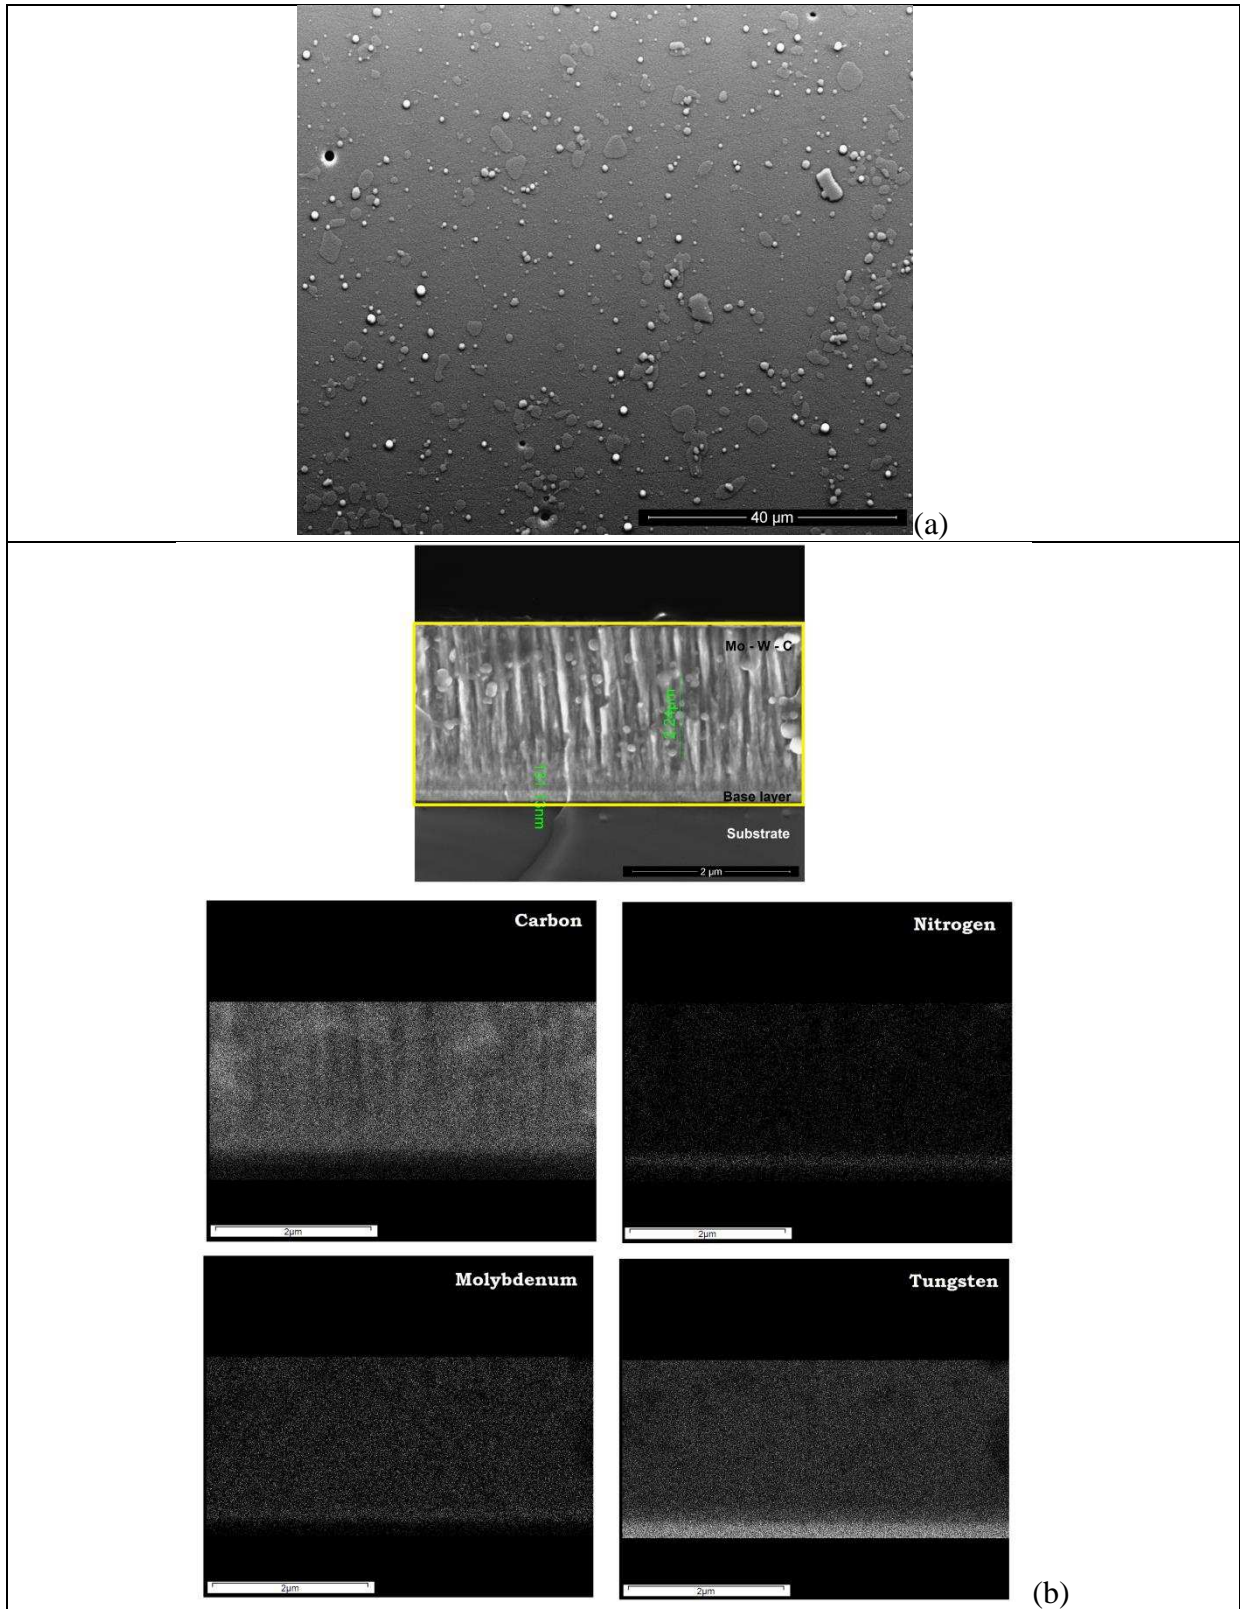 40 µm
(a)
Mo - W - C
Base layer
Substrate
2 µm
Carbon
Nitrogen
2µm
2µm
Molybdenum
Tungsten
2µm
2µm
(b)